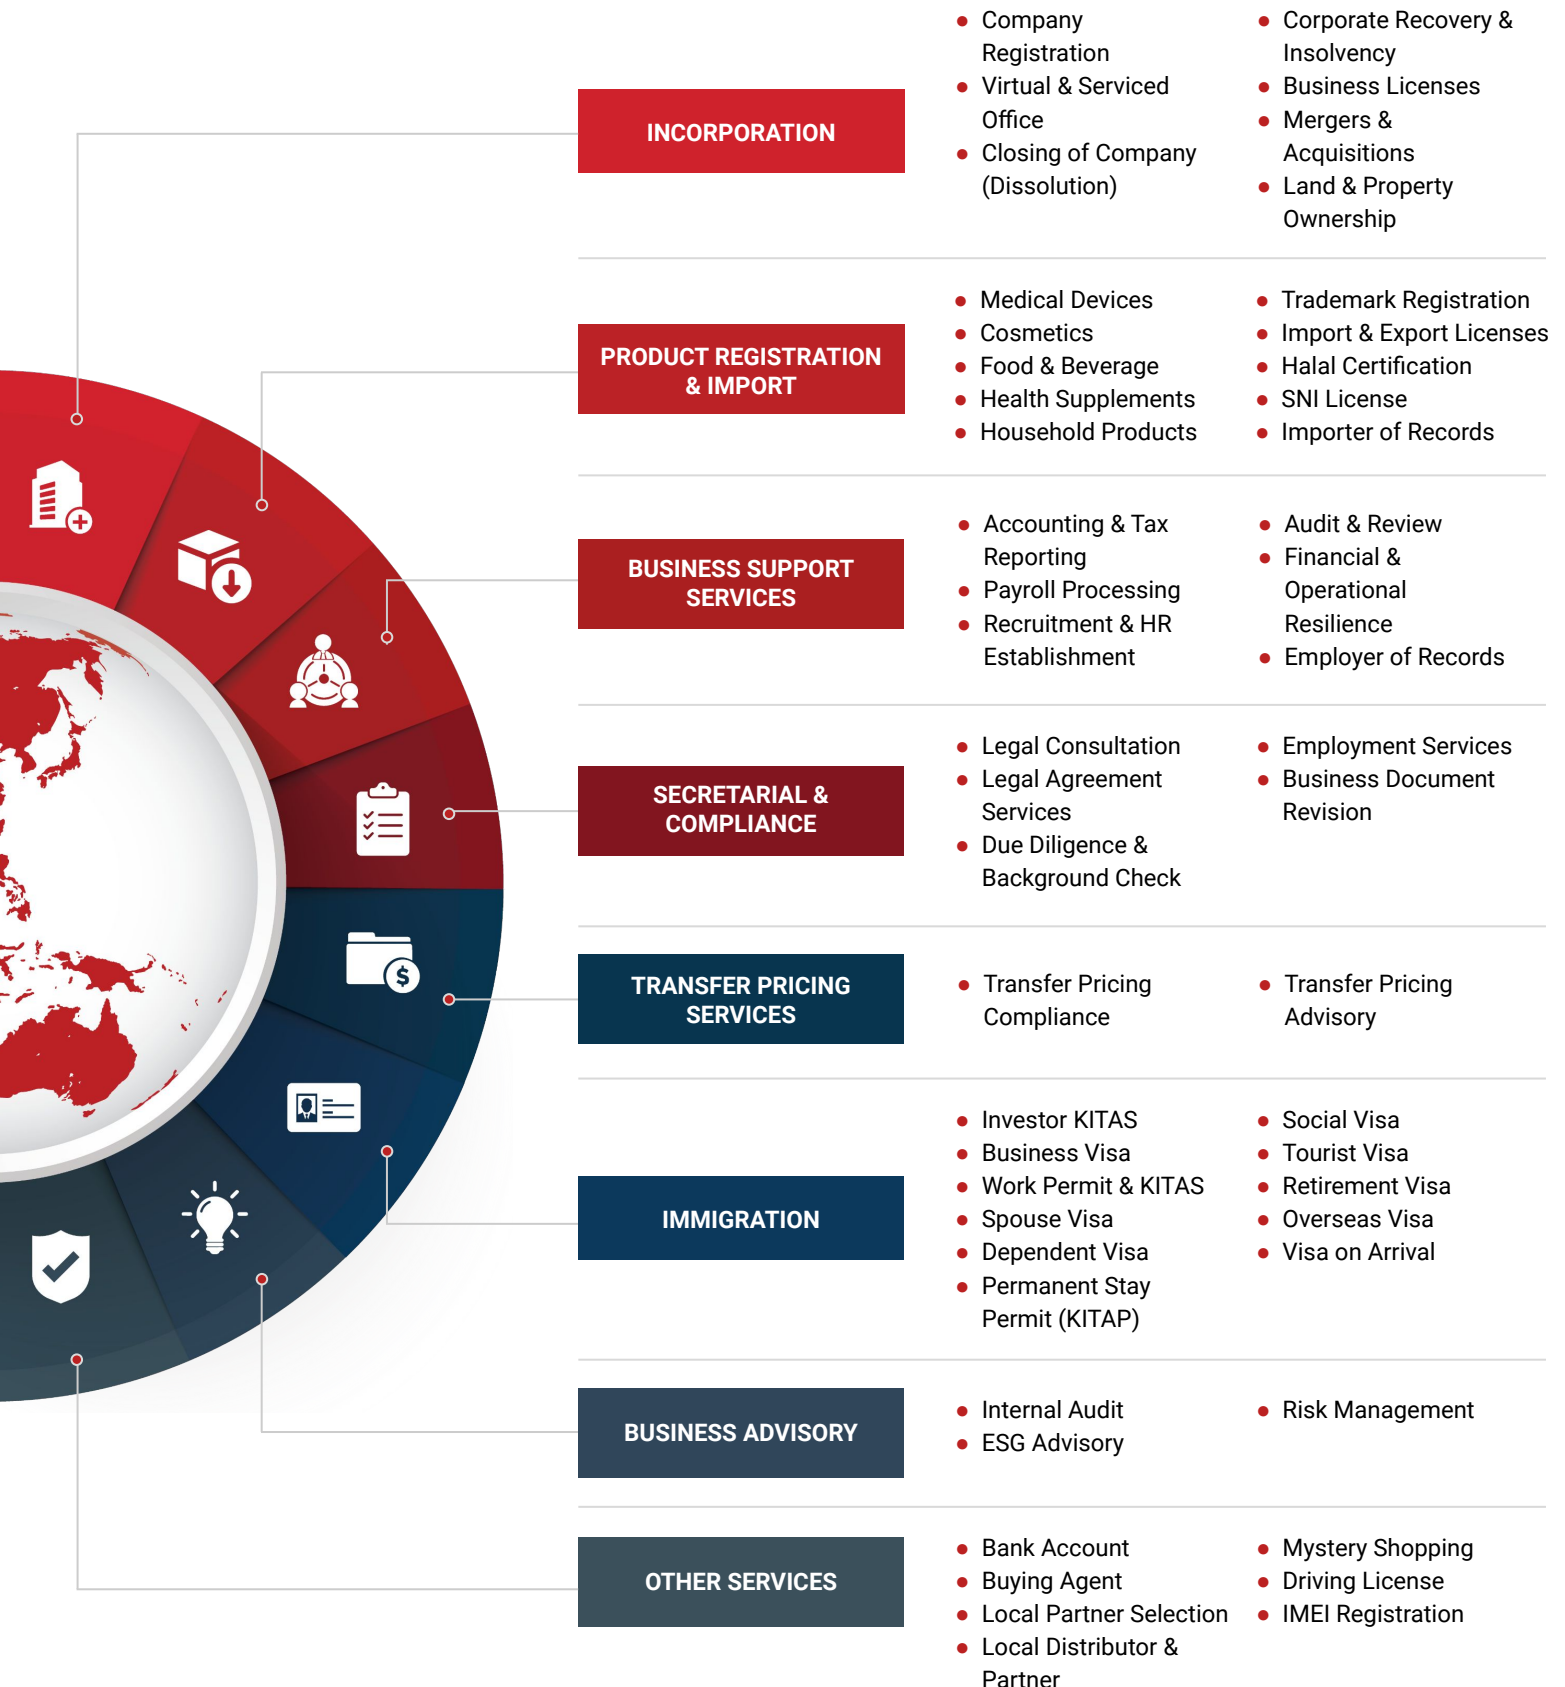 INCORPORATION
Company
Registration
Virtual & Serviced
Office
Closing of Company
(Dissolution)
Corporate Recovery &
Insolvency
Business Licenses
Mergers &
Acquisitions
Land & Property
Ownership
PRODUCT REGISTRATION
& IMPORT
Medical Devices
Cosmetics
Food & Beverage
Health Supplements
Household Products
Trademark Registration
Import & Export Licenses
Halal Certification
SNI License
Importer of Records
BUSINESS SUPPORT
SERVICES
Accounting & Tax
Reporting
Payroll Processing
Recruitment & HR
Establishment
Audit & Review
Financial &
Operational
Resilience
Employer of Records
SECRETARIAL &
COMPLIANCE
Legal Consultation
Legal Agreement
Services
Due Diligence &
Background Check
Employment Services
Business Document
Revision
TRANSFER PRICING
SERVICES
Transfer Pricing
Compliance
Transfer Pricing
Advisory
IMMIGRATION
Investor KITAS
Business Visa
Work Permit & KITAS
Spouse Visa
Dependent Visa
Permanent Stay
Permit (KITAP)
Social Visa
Tourist Visa
Retirement Visa
Overseas Visa
Visa on Arrival
BUSINESS ADVISORY
Internal Audit
ESG Advisory
Risk Management
OTHER SERVICES
Bank Account
Buying Agent
Local Partner Selection
Local Distributor &
Partner
Mystery Shopping
Driving License
IMEI Registration
$